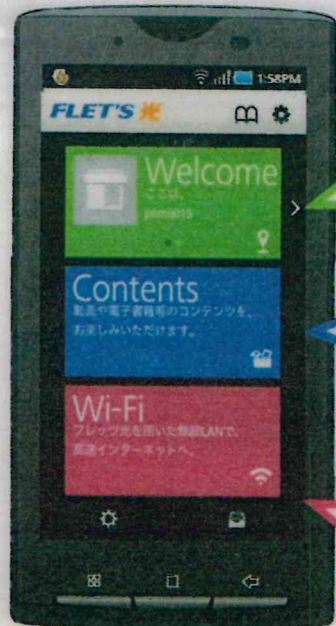 1:58PM
FLET'S 光
Welcome
ここは、
Contents
動画や電子書籍等のコンテンツを、
お楽しみいただけます。
Wi-Fi
フレッツ光を用いた無線LANで、
高速インターネットへ。